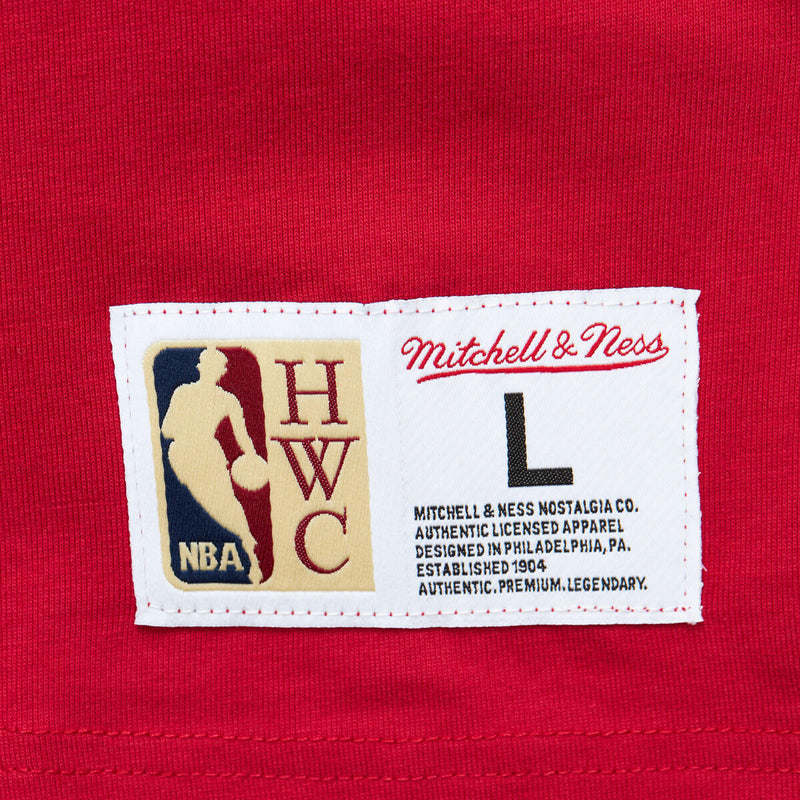 NBA
H
W
C
Mitchell & Ness
L
MITCHELL & NESS NOSTALGIA CO.
AUTHENTIC LICENSED APPAREL
DESIGNED IN PHILADELPHIA, PA.
ESTABLISHED 1904
AUTHENTIC. PREMIUM. LEGENDARY.